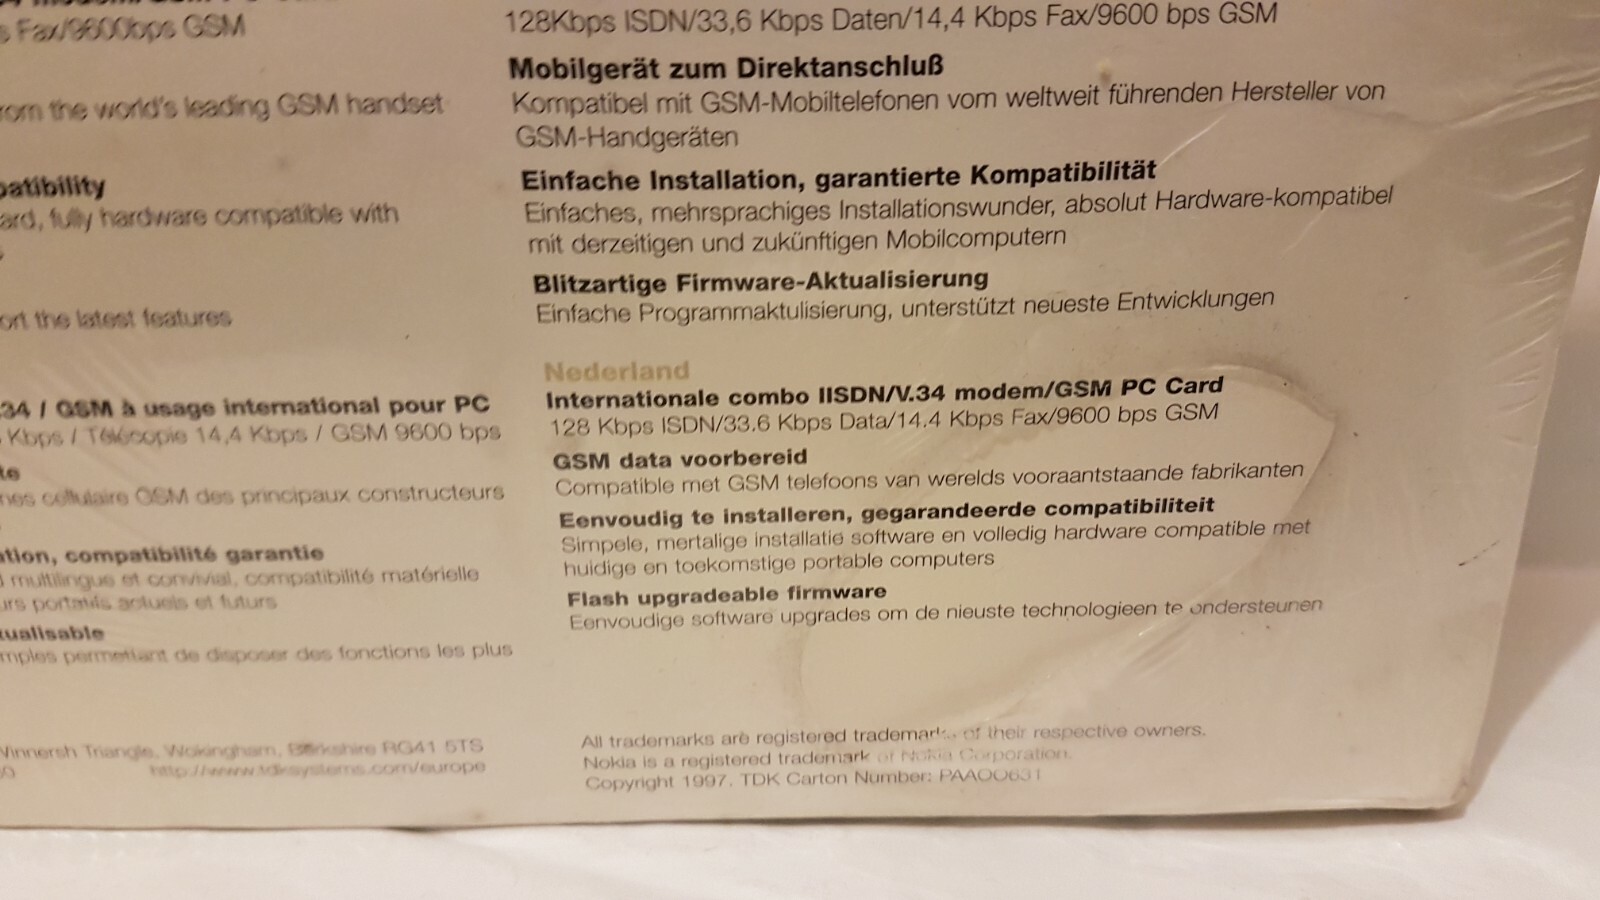 s Fax/9600bps GSM
rom the world's leading GSM handset
patibility
ard, fully hardware compatible with
ort the latest features
.34 / GSM à usage international pour PC
Kbps / Télécopie 14,4 Kbps / GSM 9600 bps
te
nes cellulaire GSM des principaux constructeurs
ation, compatibilité garantie
l multilingue et convivial, compatibilité matérielle
urs portatifs actuels et futurs
tualisable
mples permettant de disposer des fonctions les plus
Winnersh Triangle, Wokingham, Berkshire RG41 5TS
0 http://www.tdksystems.com/europe
128Kbps ISDN/33,6 Kbps Daten/14,4 Kbps Fax/9600 bps GSM
Mobilgerät zum Direktanschluß
Kompatibel mit GSM-Mobiltelefonen vom weltweit führenden Hersteller von
GSM-Handgeräten
Einfache Installation, garantierte Kompatibilität
Einfaches, mehrsprachiges Installationswunder, absolut Hardware-kompatibel
mit derzeitigen und zukünftigen Mobilcomputern
Blitzartige Firmware-Aktualisierung
Einfache Programmaktulisierung, unterstützt neueste Entwicklungen
Nederland
Internationale combo IISDN/V.34 modem/GSM PC Card
128 Kbps ISDN/33.6 Kbps Data/14.4 Kbps Fax/9600 bps GSM
GSM data voorbereid
Compatible met GSM telefoons van werelds vooraantstaande fabrikanten
Eenvoudig te installeren, gegarandeerde compatibiliteit
Simpele, mertalige installatie software en volledig hardware compatible met
huidige en toekomstige portable computers
Flash upgradeable firmware
Eenvoudige software upgrades om de nieuste technologieen te ondersteunen
All trademarks are registered trademarks of their respective owners.
Nokia is a registered trademark of Nokia Corporation.
Copyright 1997. TDK Carton Number: PAAOO631